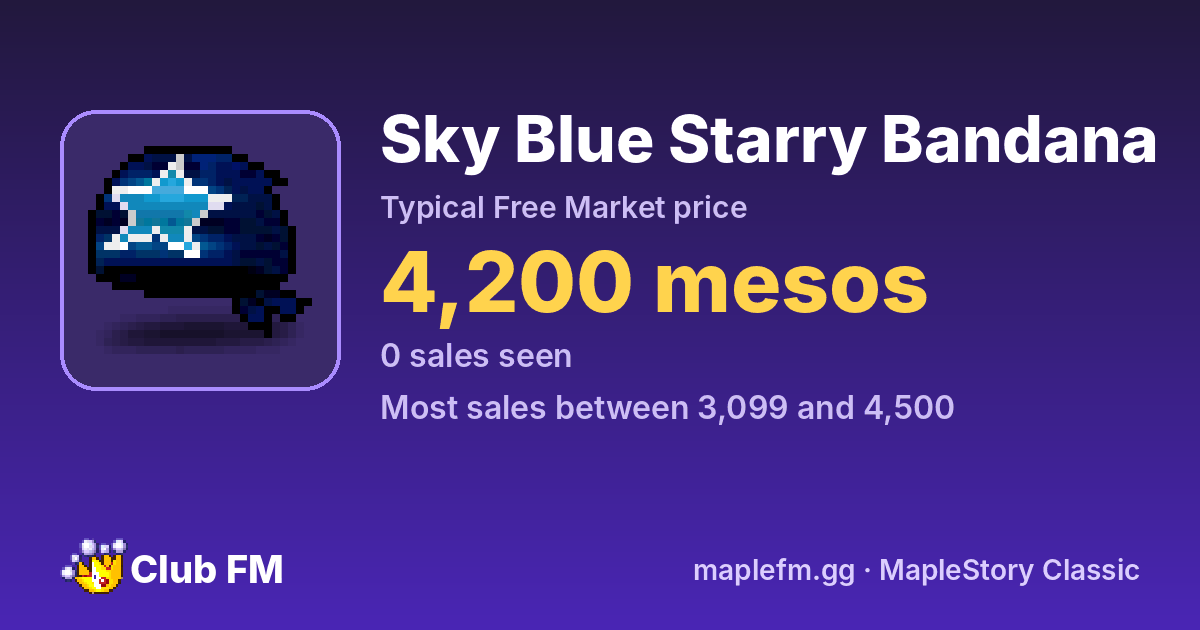 Sky Blue Starry Bandana
Typical Free Market price
4,200 mesos
0 sales seen
Most sales between 3,099 and 4,500
Club FM
maplefm.gg · MapleStory Classic